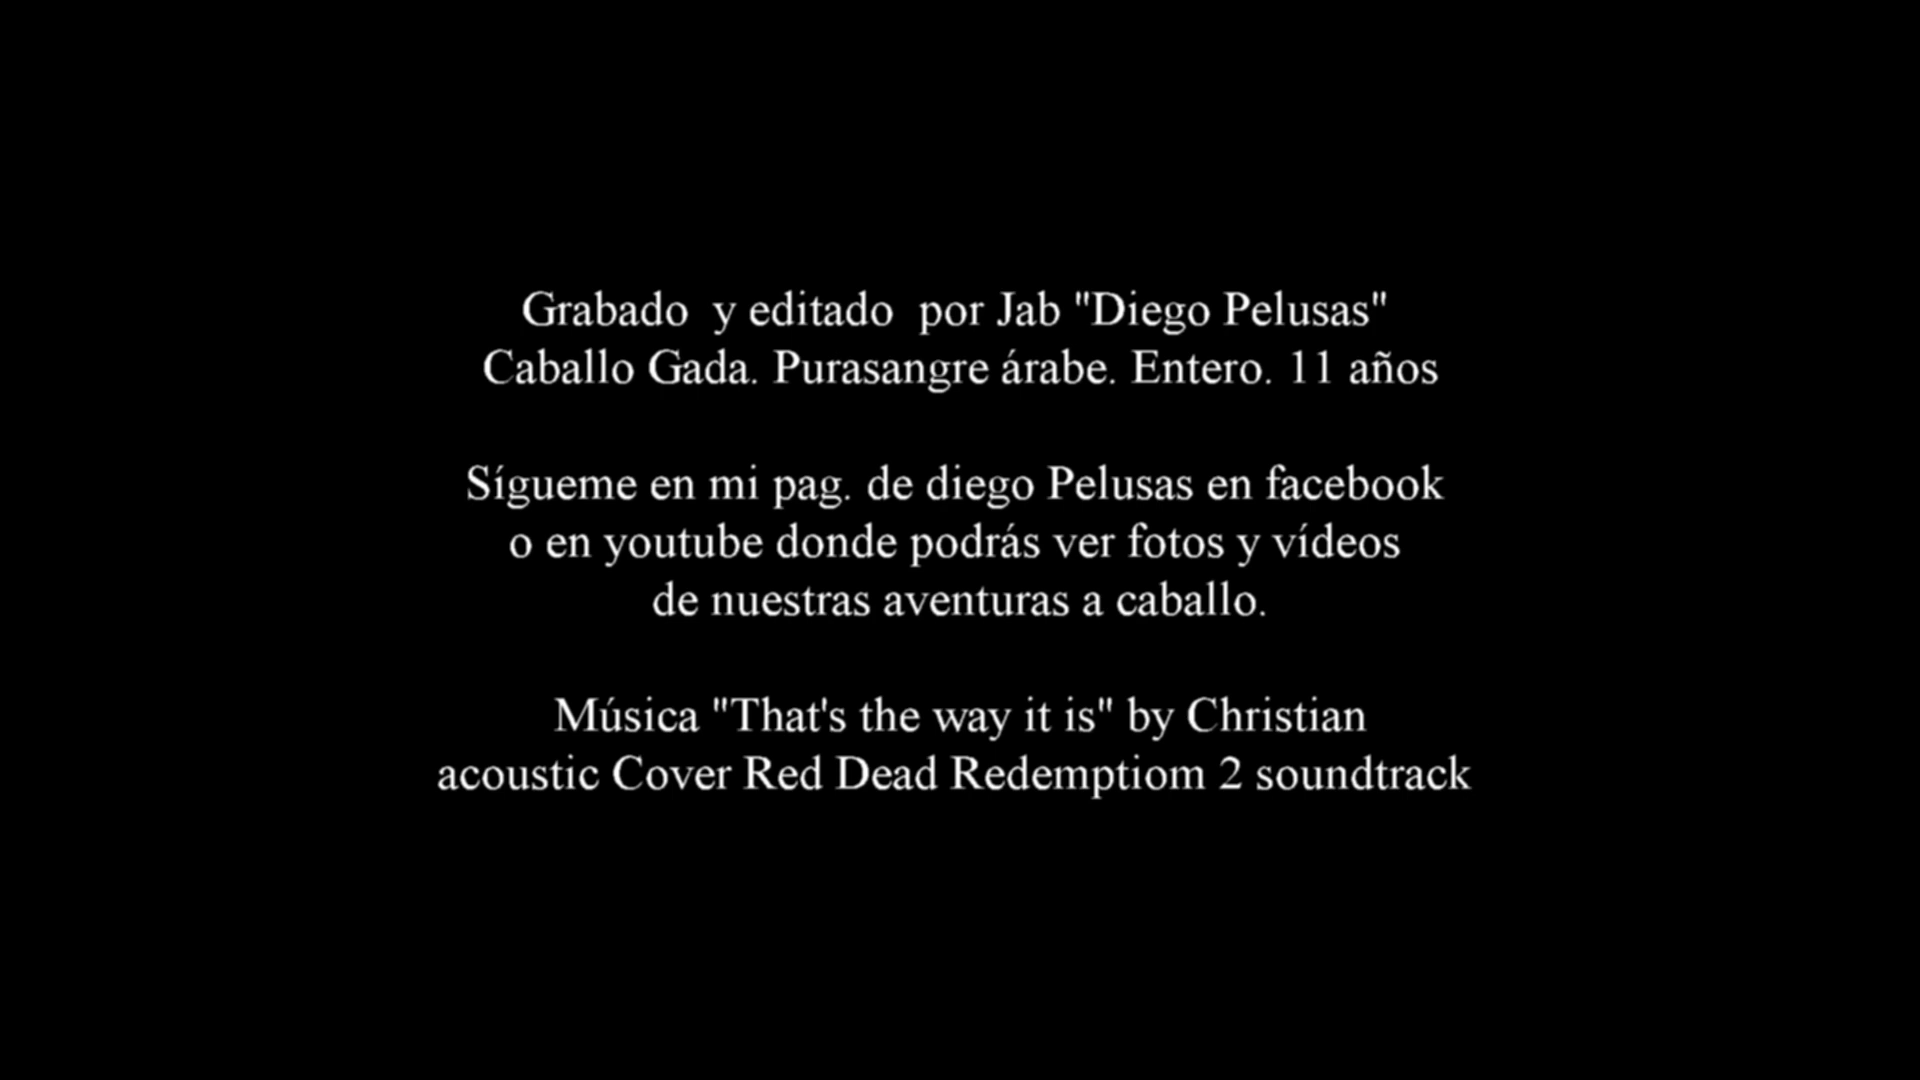 Grabado  y editado  por Jab "Diego Pelusas"
Caballo Gada. Purasangre árabe. Entero. 11 años
Sígueme en mi pag. de diego Pelusas en facebook
o en youtube donde podrás ver fotos y vídeos
de nuestras aventuras a caballo.
Música "That's the way it is" by Christian
acoustic Cover Red Dead Redemptiom 2 soundtrack